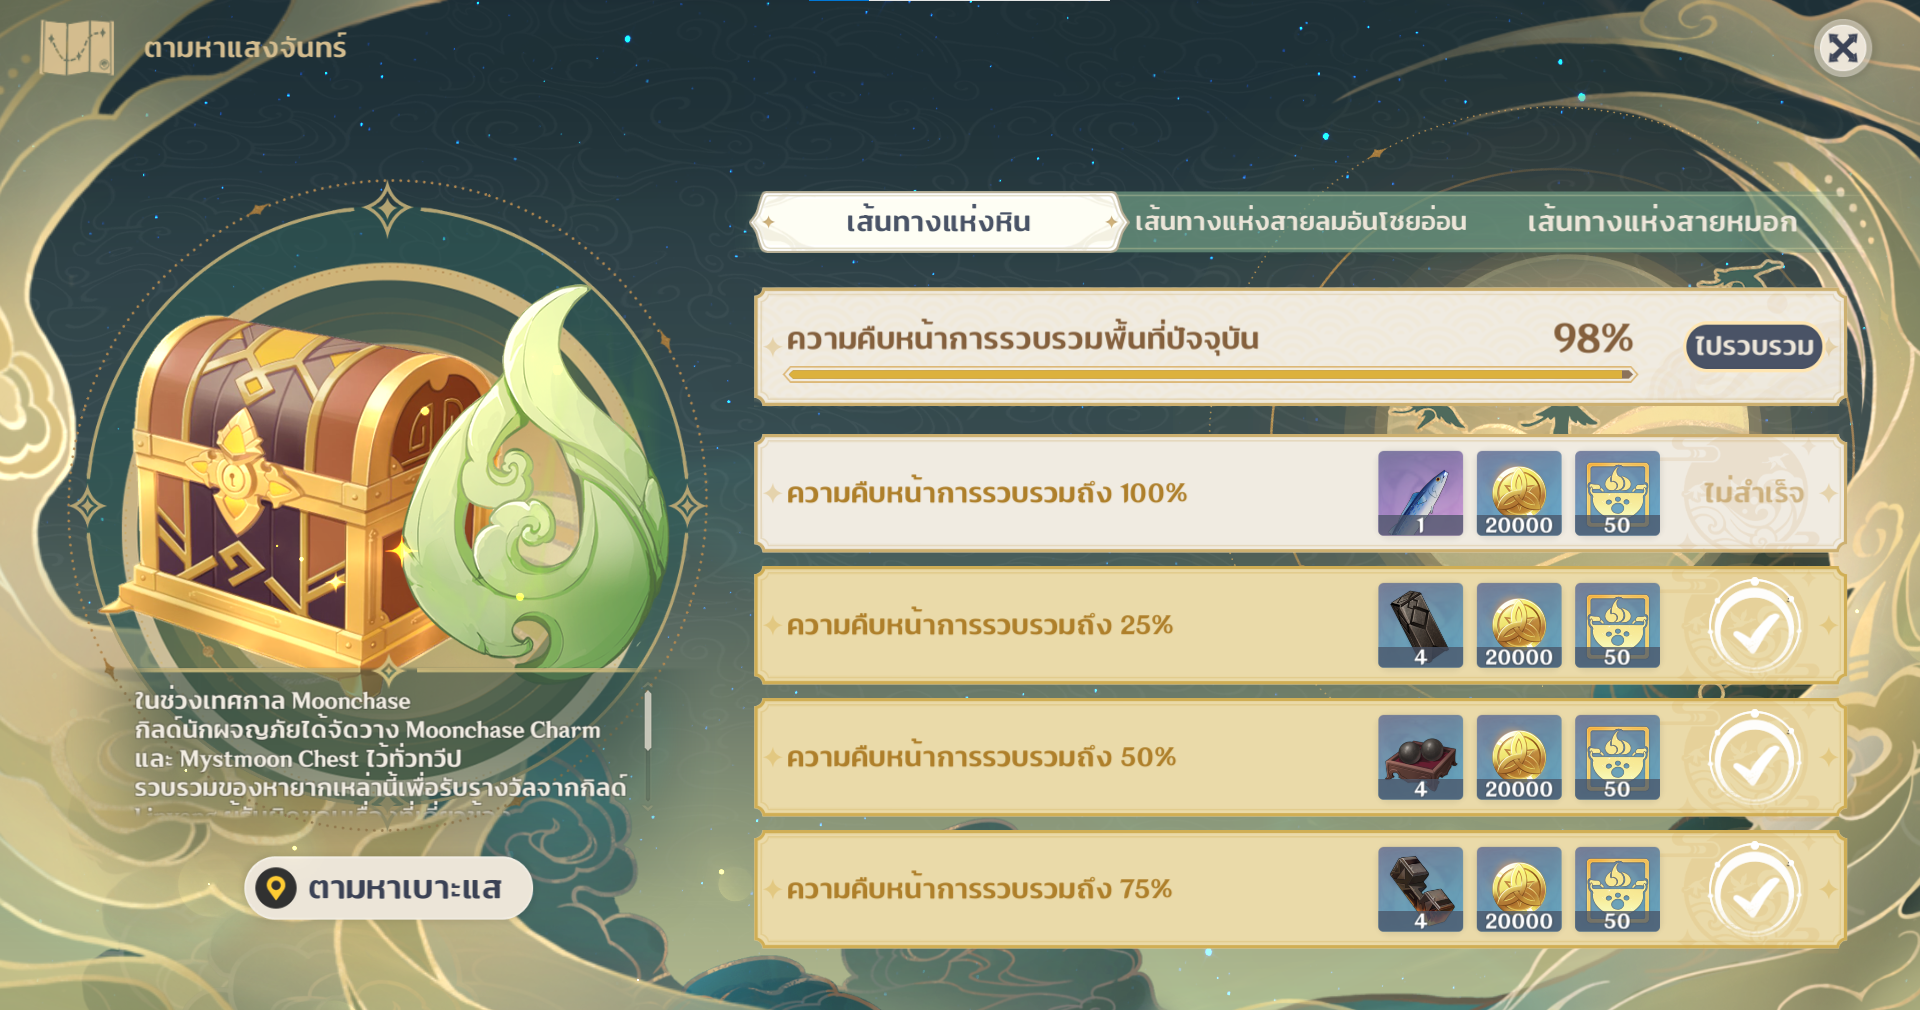 ตามหาแสงจันทร์
เส้นทางแห่งหิน
เส้นทางแห่งสายลมอันโชยอ่อน
เส้นทางแห่งสายหมอก
ความคืบหน้าการรวบรวมพื้นที่ปัจจุบัน
98%
ไปรวบรวม
ความคืบหน้าการรวบรวมถึง 100%
1
20000
50
ไม่สำเร็จ
ความคืบหน้าการรวบรวมถึง 25%
4
20000
50
ความคืบหน้าการรวบรวมถึง 50%
4
20000
50
ความคืบหน้าการรวบรวมถึง 75%
4
20000
50
ในช่วงเทศกาล Moonchase
กิลด์นักผจญภัยได้จัดวาง Moonchase Charm
และ Mystmoon Chest ไว้ทั่วทวีป
รวบรวมของหายากเหล่านี้เพื่อรับรางวัลจากกิลด์
ตามหาเบาะแส